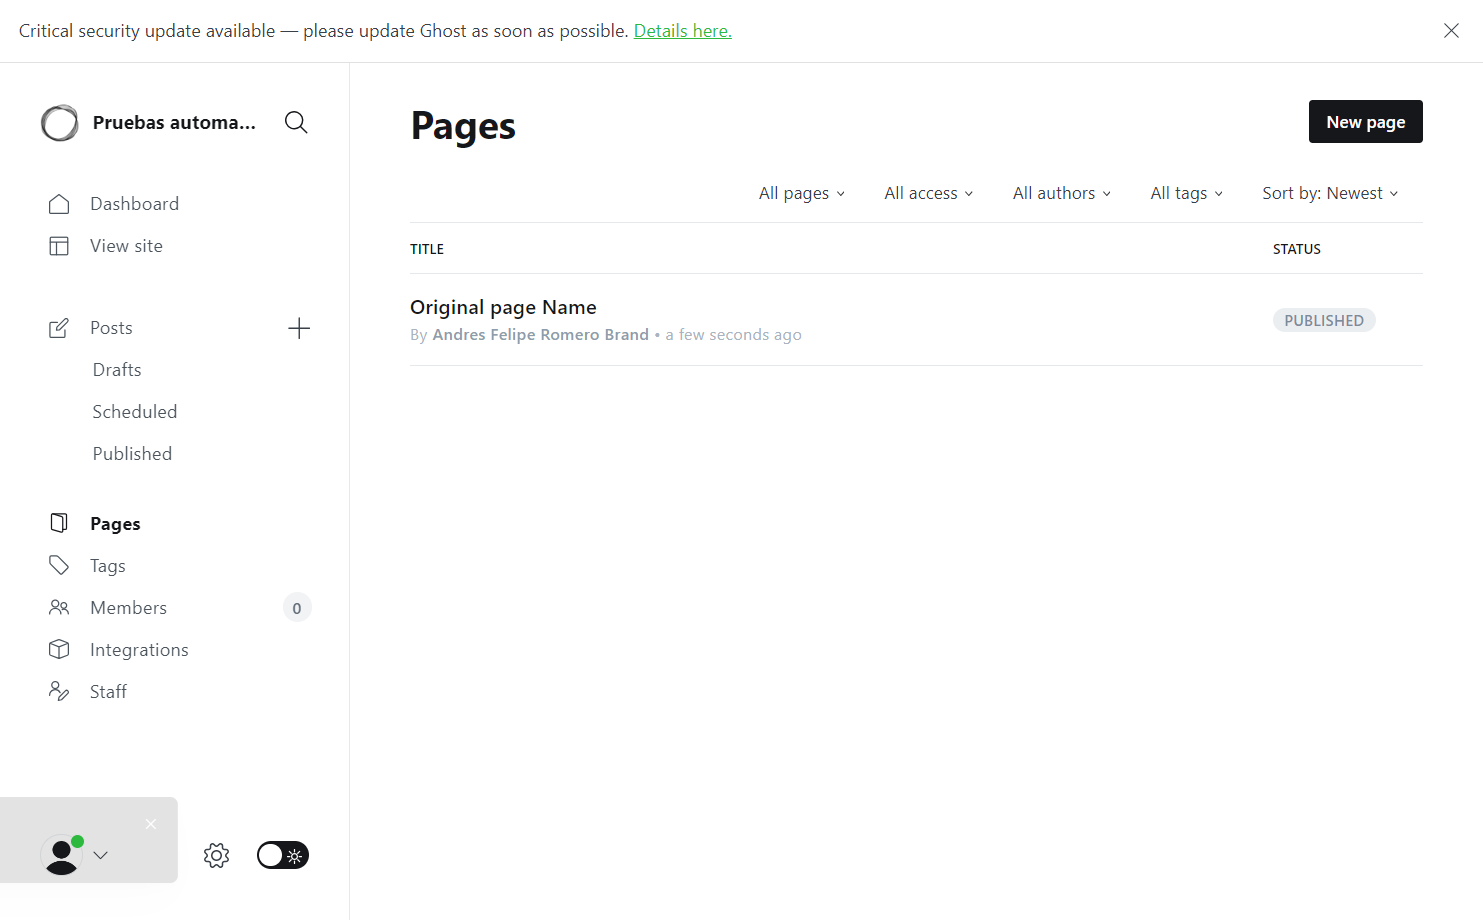 Critical security update available — please update Ghost as soon as possible. Details here.
Pruebas automa...
Dashboard
View site
Posts
Drafts
Scheduled
Published
Pages
Tags
Members 0
Integrations
Staff
Pages
New page
All pages All access All authors All tags Sort by: Newest
TITLE STATUS
Original page Name
By Andres Felipe Romero Brand • a few seconds ago
PUBLISHED